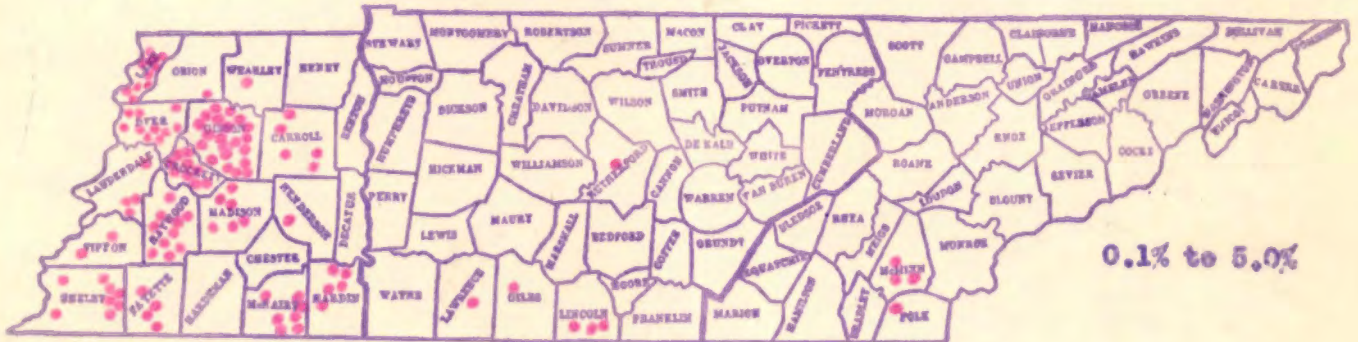 STEWART MONTGOMERY ROBERTSON SUMNER MACON CLAY PICKETT SCOTT CLAIBORNE HANCOCK HAWKINS SULLIVAN JOHNSON
LAKE OBION WEAKLEY HENRY HOUSTON TROUSD JACKSON OVERTON FENTRESS CAMPBELL UNION GRAINGER HAMBLEN GREENE WASHINGTON CARTER
DYER GIBSON CARROLL BENTON HUMPHREYS DICKSON CHEATHAM DAVIDSON WILSON SMITH PUTNAM MORGAN ANDERSON KNOX JEFFERSON UNICOI
LAUDERDALE CROCKETT HICKMAN WILLIAMSON RUTHERFORD CANNON DE KALB WHITE CUMBERLAND ROANE LOUDON BLOUNT SEVIER COCKE
TIPTON HAYWOOD MADISON HENDERSON DECATUR PERRY LEWIS MAURY MARSHALL BEDFORD COFFEE WARREN VAN BUREN BLEDSOE RHEA MEIGS MONROE
SHELBY FAYETTE HARDEMAN CHESTER McNAIRY HARDIN WAYNE LAWRENCE GILES LINCOLN MOORE FRANKLIN GRUNDY SEQUATCHIE MARION HAMILTON BRADLEY McMINN POLK
0.1% to 5.0%